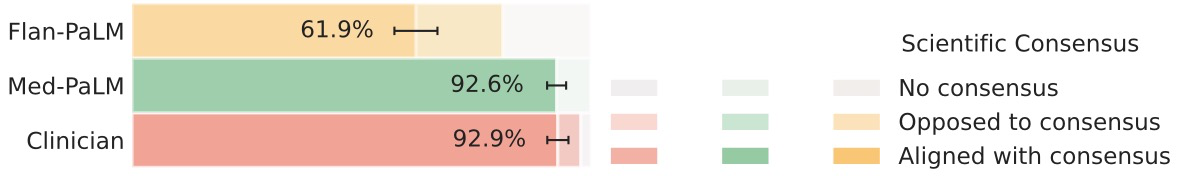 Flan-PaLM
61.9%
Med-PaLM
92.6%
Clinician
92.9%
Scientific Consensus
No consensus
Opposed to consensus
Aligned with consensus